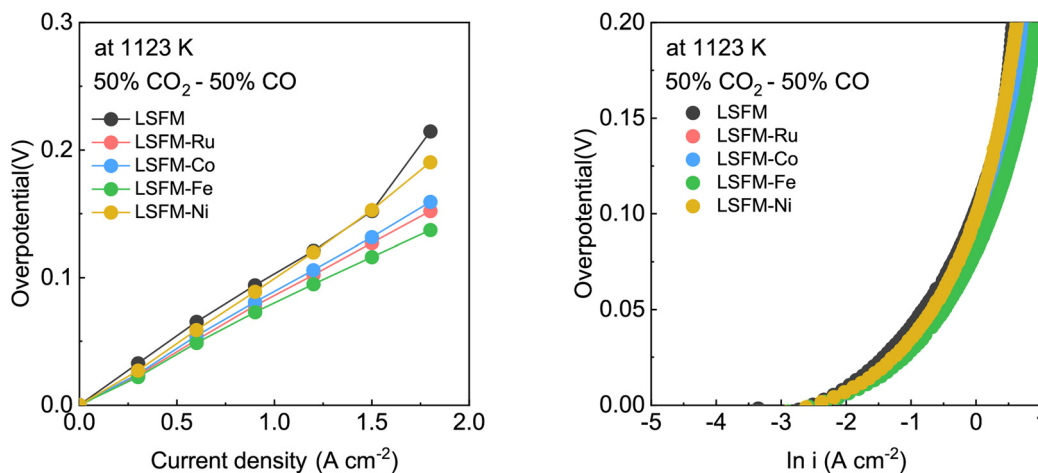 0.3
0.2
0.1
0.0
Overpotential(V)
at 1123 K
50% CO₂ - 50% CO
LSFM
LSFM-Ru
LSFM-Co
LSFM-Fe
LSFM-Ni
0.0 0.5 1.0 1.5 2.0
Current density (A cm⁻²)
0.20
0.15
0.10
0.05
0.00
Overpotential(V)
at 1123 K
50% CO₂ - 50% CO
LSFM
LSFM-Ru
LSFM-Co
LSFM-Fe
LSFM-Ni
-5 -4 -3 -2 -1 0
ln i (A cm⁻²)